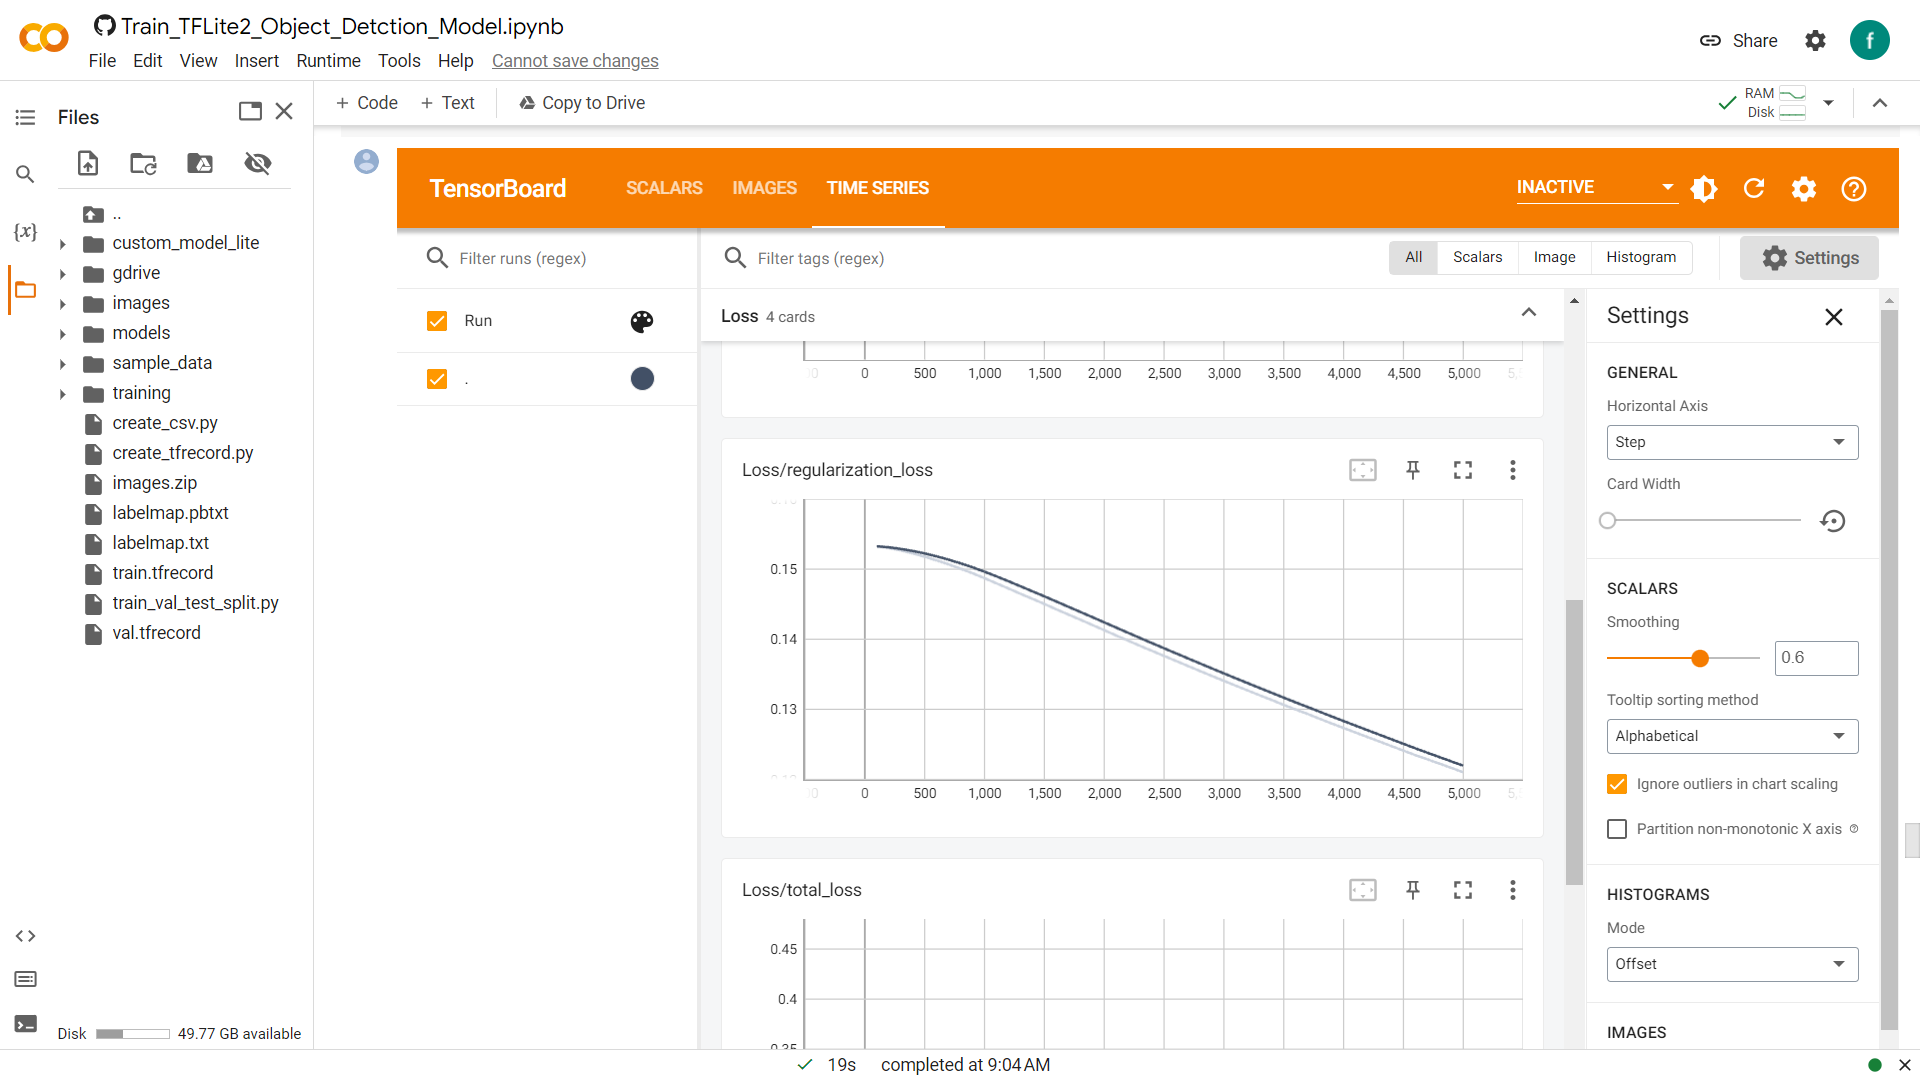 Train_TFLite2_Object_Detction_Model.ipynb
File Edit View Insert Runtime Tools Help Cannot save changes
Share
f
Files
+ Code + Text Copy to Drive
RAM
Disk
..
custom_model_lite
gdrive
images
models
sample_data
training
create_csv.py
create_tfrecord.py
images.zip
labelmap.pbtxt
labelmap.txt
train.tfrecord
train_val_test_split.py
val.tfrecord
{x}
Disk 49.77 GB available
TensorBoard SCALARS IMAGES TIME SERIES INACTIVE
Filter runs (regex)
Run
.
Filter tags (regex)
All Scalars Image Histogram
Settings
Loss 4 cards
0 500 1,000 1,500 2,000 2,500 3,000 3,500 4,000 4,500 5,000
Loss/regularization_loss
0.15
0.14
0.13
0 500 1,000 1,500 2,000 2,500 3,000 3,500 4,000 4,500 5,000
Loss/total_loss
0.45
0.4
0.35
Settings
GENERAL
Horizontal Axis
Step
Card Width
SCALARS
Smoothing
0.6
Tooltip sorting method
Alphabetical
Ignore outliers in chart scaling
Partition non-monotonic X axis
HISTOGRAMS
Mode
Offset
IMAGES
19s completed at 9:04 AM